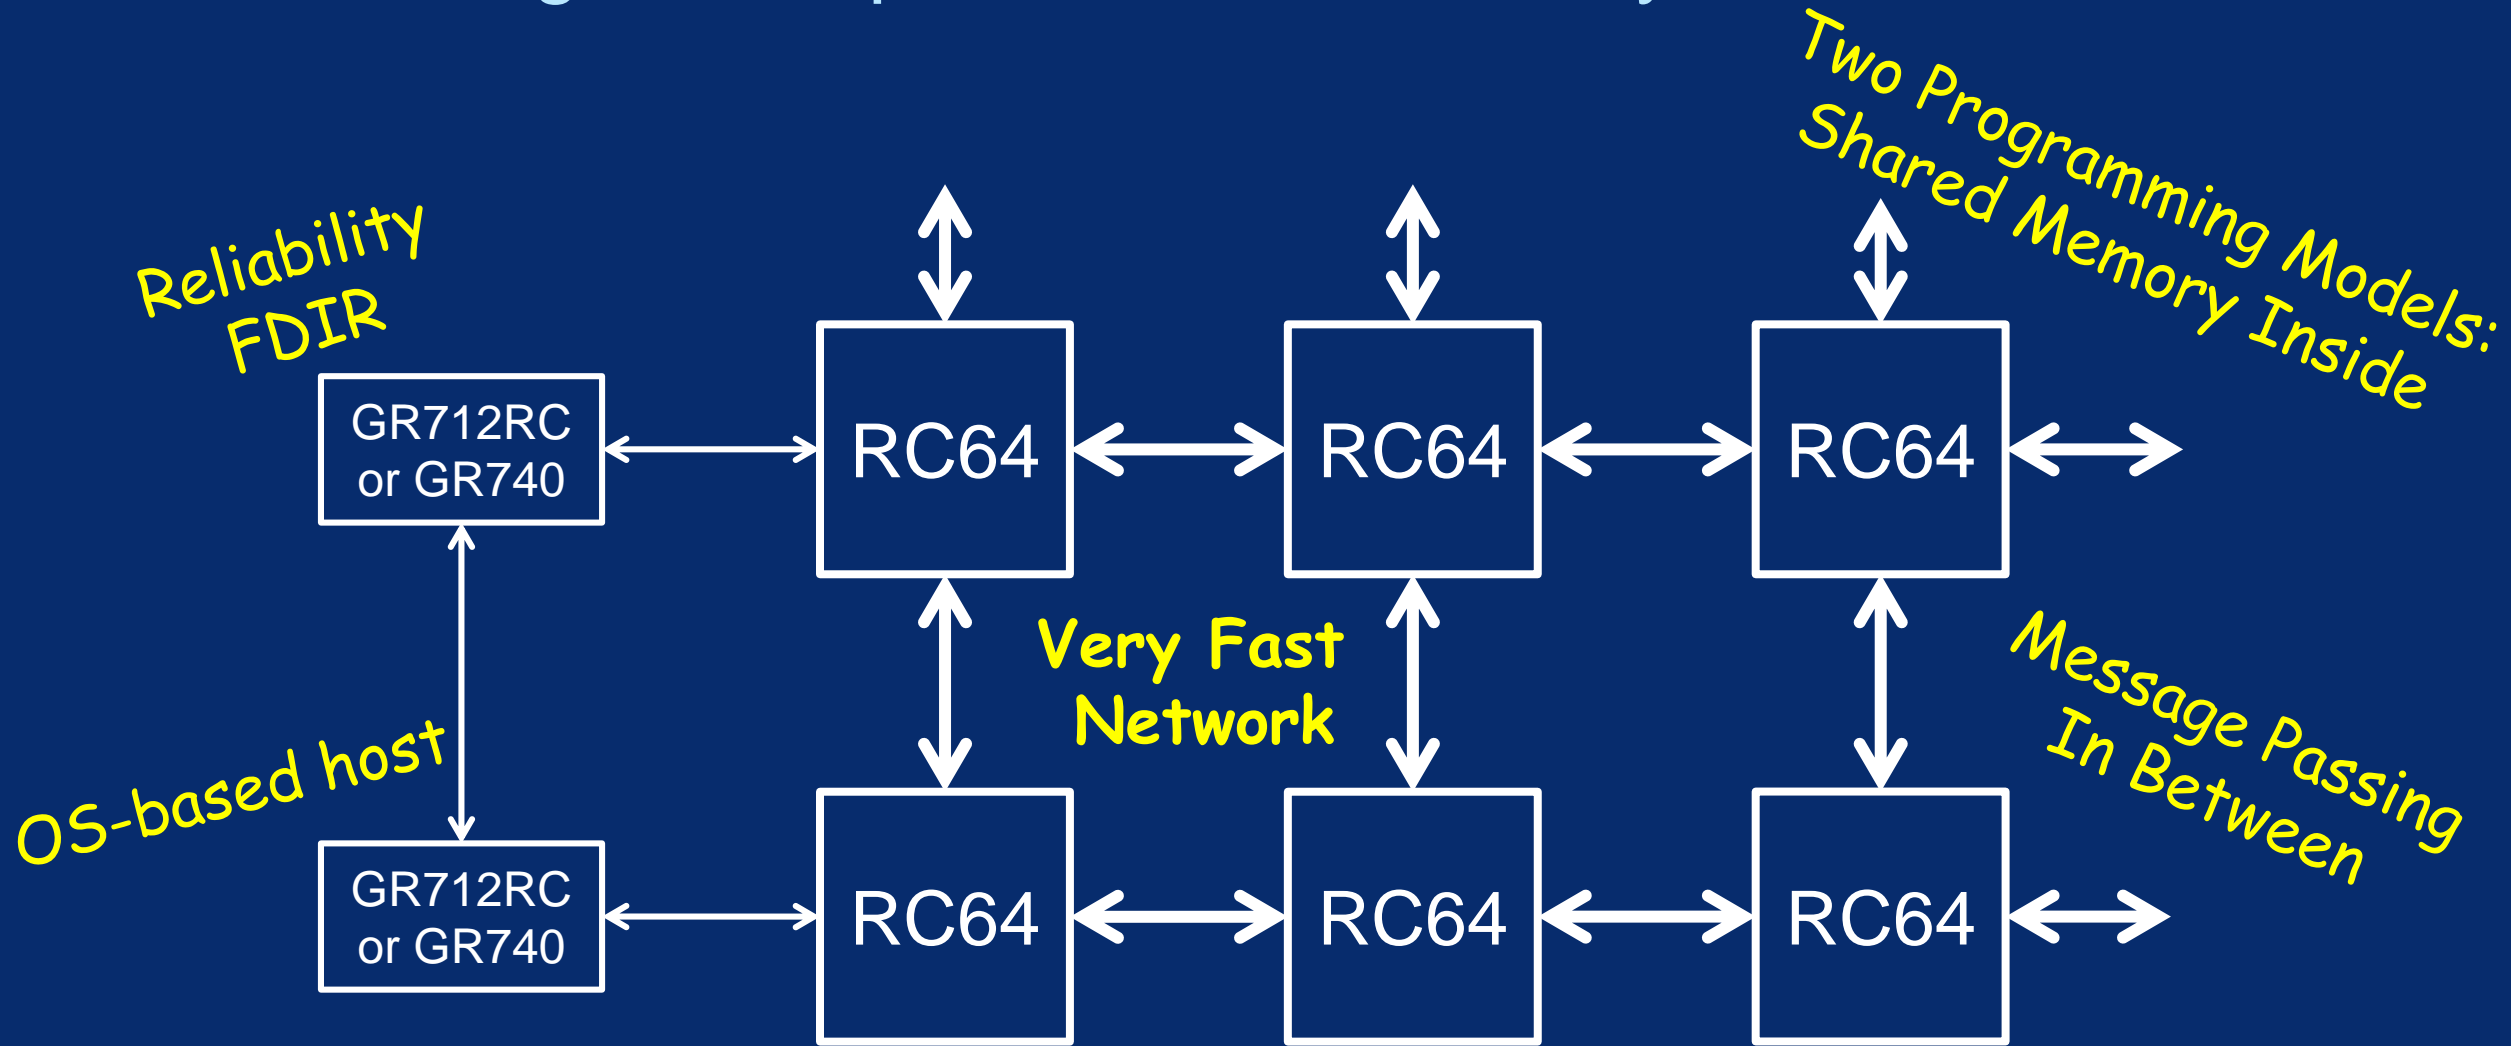 Two Programming Models:
Shared Memory Inside
Reliability
FDIR
GR712RC
or GR740
RC64
RC64
RC64
Very Fast
Network
Message Passing
In Between
OS-based host
GR712RC
or GR740
RC64
RC64
RC64